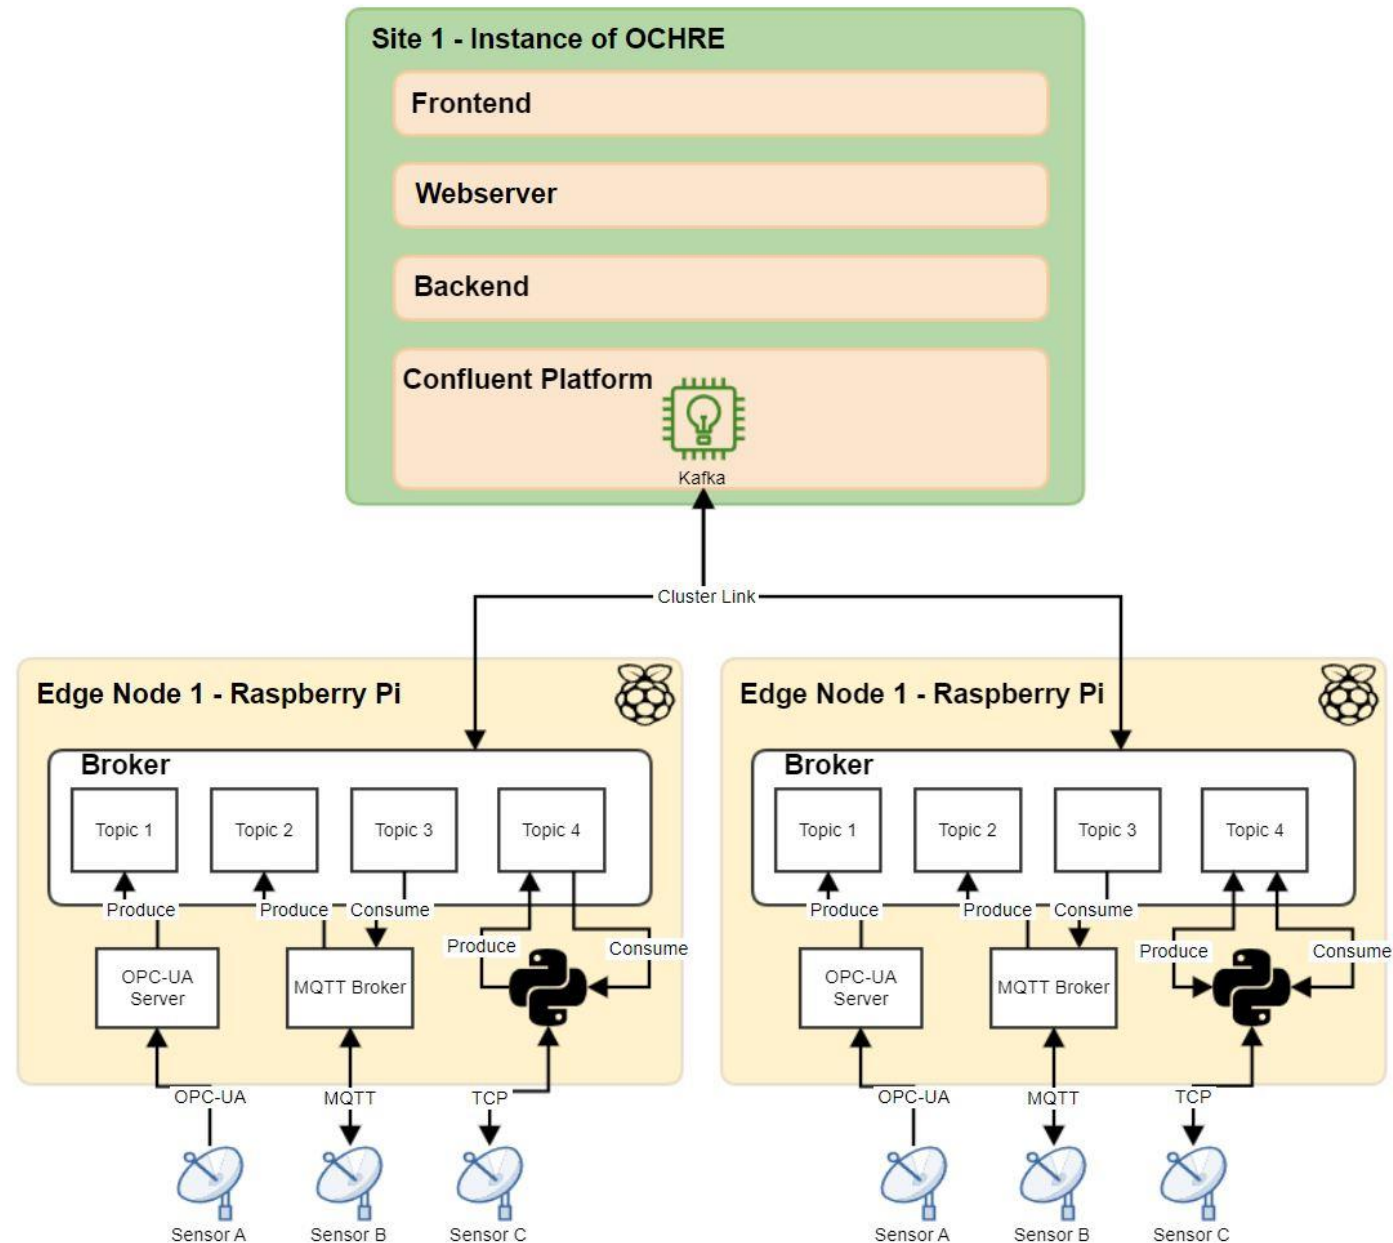 Site 1 - Instance of OCHRE
Frontend
Webserver
Backend
Confluent Platform
Kafka
Cluster Link
Edge Node 1 - Raspberry Pi
Broker
Topic 1
Topic 2
Topic 3
Topic 4
Produce
Produce
Consume
Produce
Consume
OPC-UA
Server
MQTT Broker
OPC-UA
MQTT
TCP
Sensor A
Sensor B
Sensor C
Edge Node 1 - Raspberry Pi
Broker
Topic 1
Topic 2
Topic 3
Topic 4
Produce
Produce
Consume
Produce
Consume
OPC-UA
Server
MQTT Broker
OPC-UA
MQTT
TCP
Sensor A
Sensor B
Sensor C